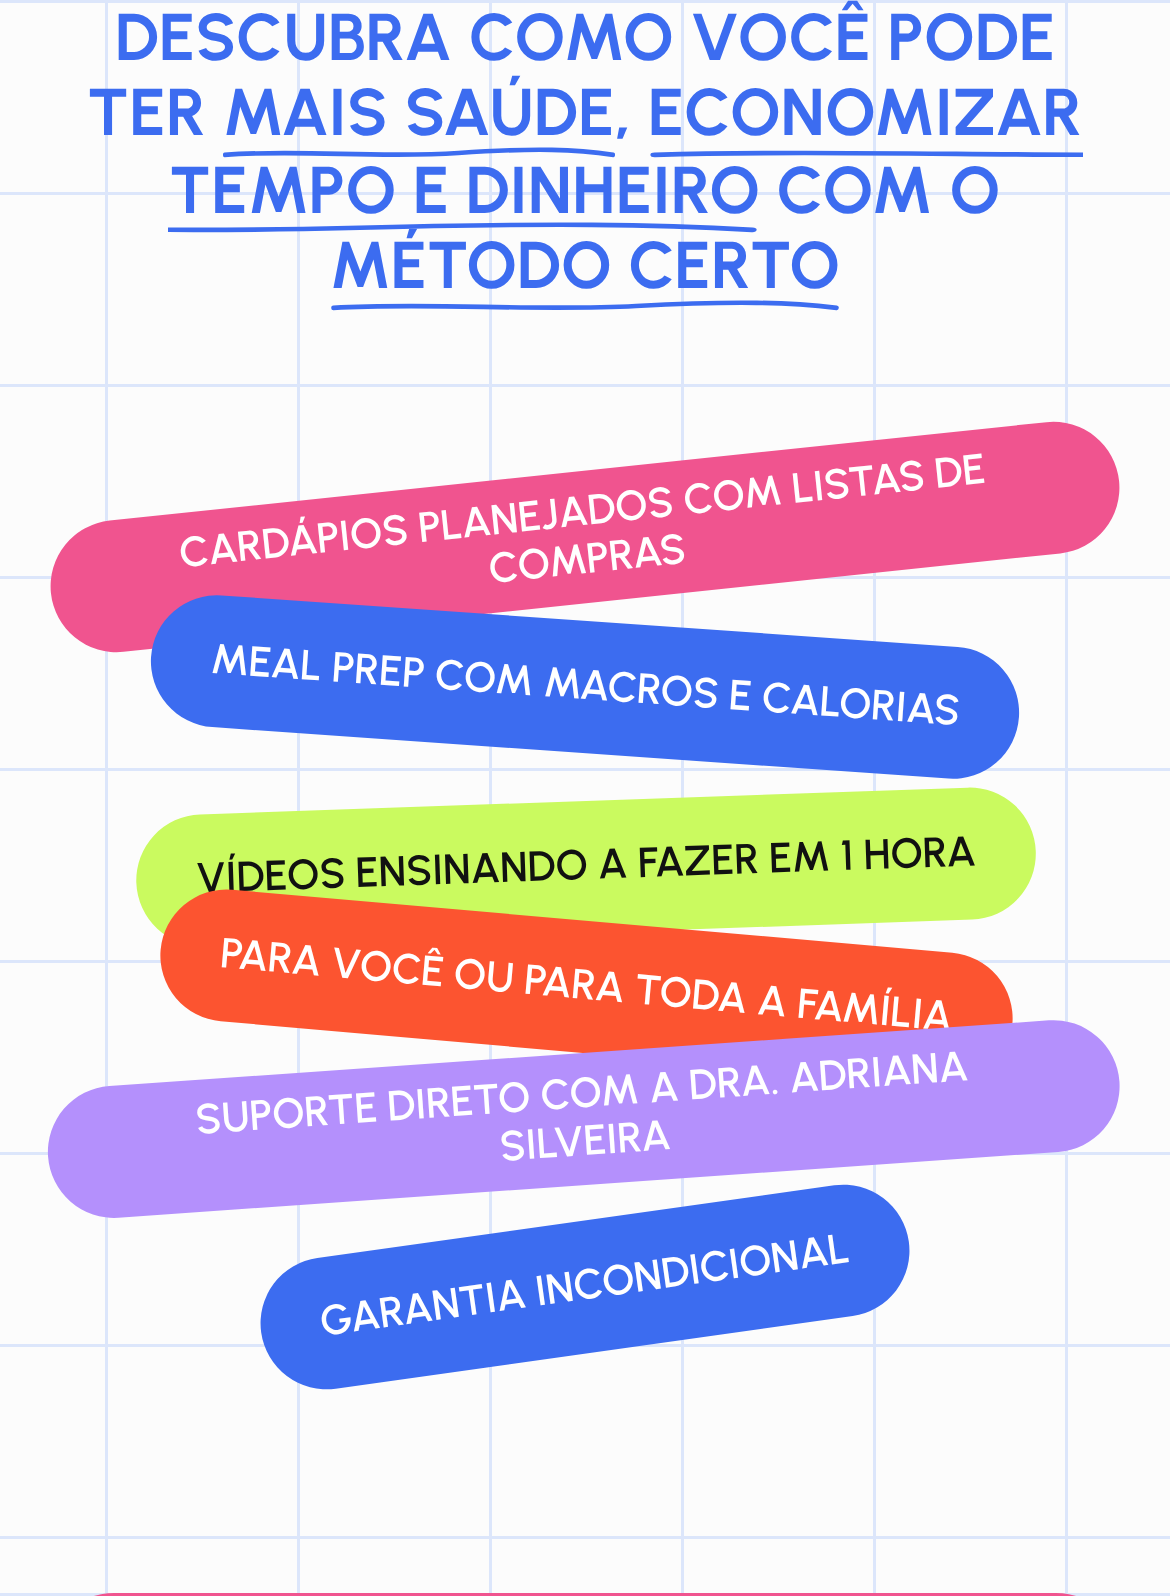 DESCUBRA COMO VOCÊ PODE
TER MAIS SAÚDE, ECONOMIZAR
TEMPO E DINHEIRO COM O
MÉTODO CERTO
CARDÁPIOS PLANEJADOS COM LISTAS DE
COMPRAS
MEAL PREP COM MACROS E CALORIAS
VÍDEOS ENSINANDO A FAZER EM 1 HORA
PARA VOCÊ OU PARA TODA A FAMÍLIA
SUPORTE DIRETO COM A DRA. ADRIANA
SILVEIRA
GARANTIA INCONDICIONAL